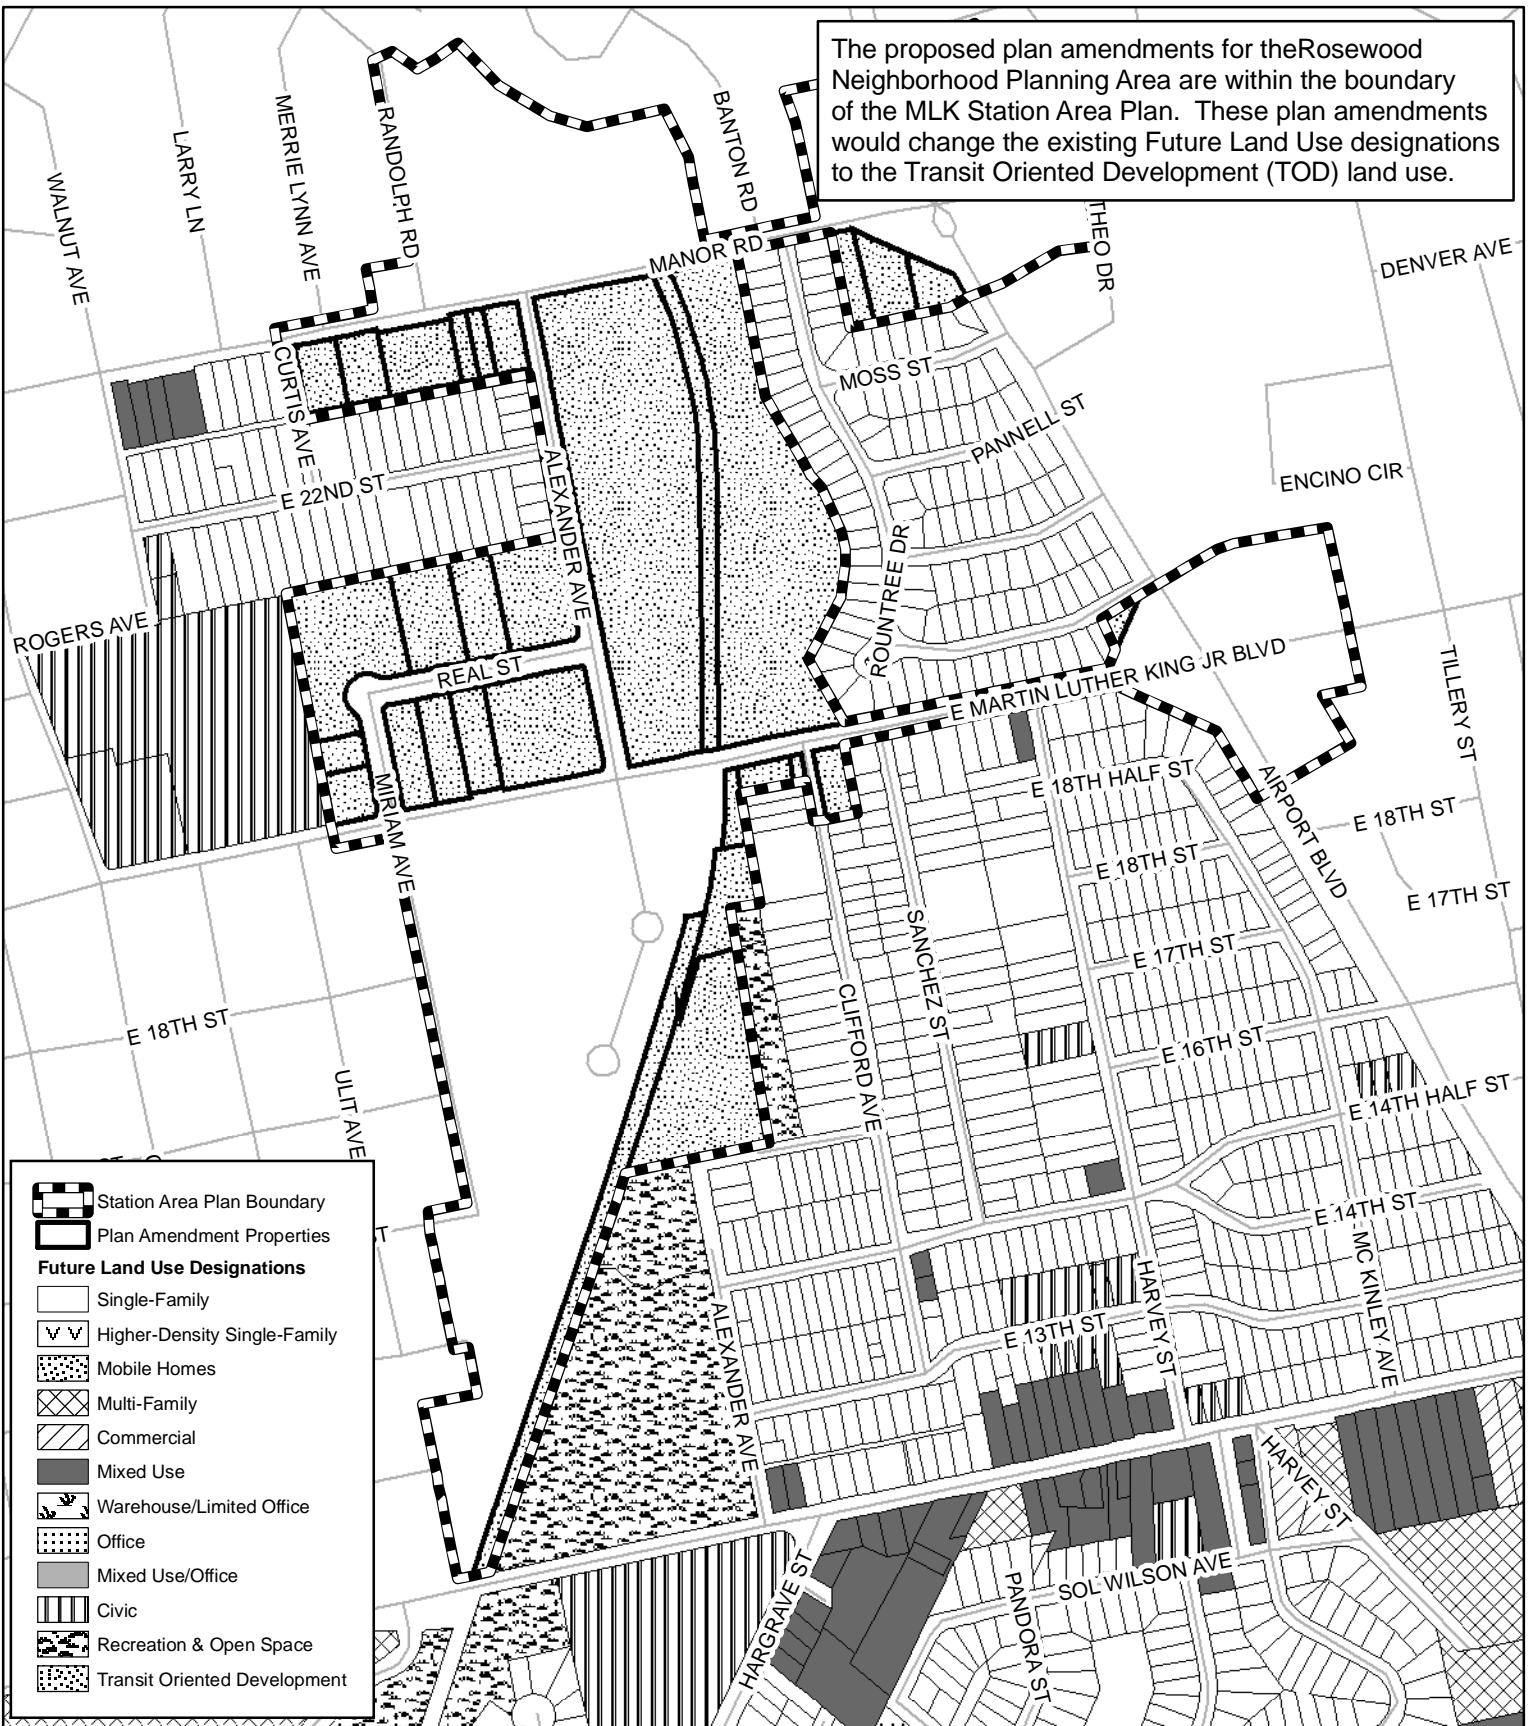 The proposed plan amendments for theRosewood
Neighborhood Planning Area are within the boundary
of the MLK Station Area Plan. These plan amendments
would change the existing Future Land Use designations
to the Transit Oriented Development (TOD) land use.
WALNUT AVE
LARRY LN
MERRIE LYNN AVE
RANDOLPH RD
BANTON RD
THEO DR
DENVER AVE
MANOR RD
CURTIS AVE
MOSS ST
PANNELL ST
ENCINO CIR
E 22ND ST
ALEXANDER AVE
ROUNTREE DR
ROGERS AVE
REAL ST
E MARTIN LUTHER KING JR BLVD
TILLERY ST
MIRIAM AVE
E 18TH HALF ST
AIRPORT BLVD
E 18TH ST
E 18TH ST
E 17TH ST
SANCHEZ ST
E 17TH ST
CLIFFORD AVE
E 18TH ST
E 16TH ST
ULIT AVE
E 14TH HALF ST
E 14TH ST
MC KINLEY AVE
HARVEY ST
ALEXANDER AVE
E 13TH ST
HARVEY ST
HARGRAVE ST
PANDORA ST
SOL WILSON AVE
Station Area Plan Boundary
Plan Amendment Properties
Future Land Use Designations
Single-Family
Higher-Density Single-Family
Mobile Homes
Multi-Family
Commercial
Mixed Use
Warehouse/Limited Office
Office
Mixed Use/Office
Civic
Recreation & Open Space
Transit Oriented Development